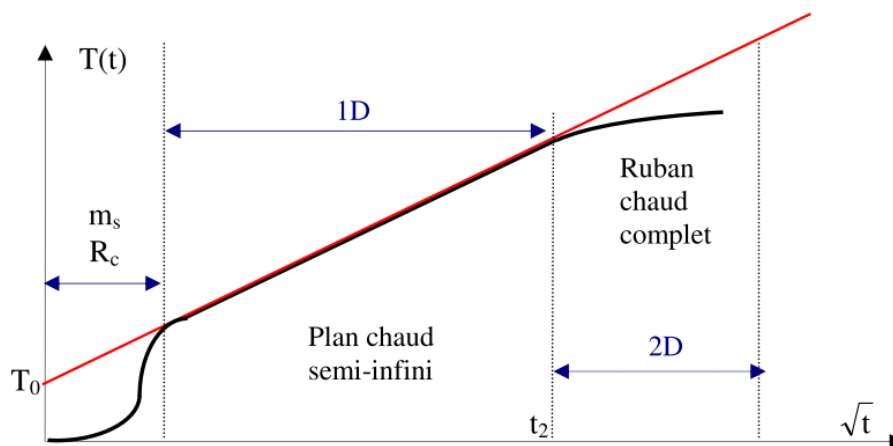 T(t)
1D
m_s
R_c
Ruban
chaud
complet
Plan chaud
semi-infini
2D
T_0
t_2
√t